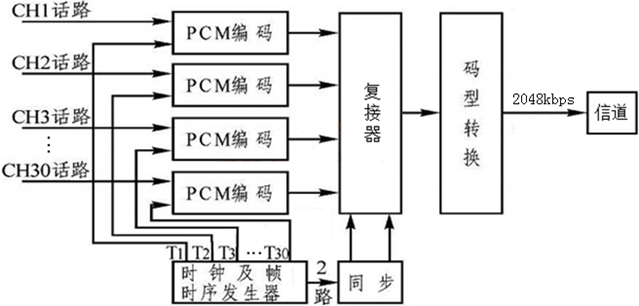 CH1话路
PCM编码
CH2话路
PCM编码
CH3话路
PCM编码
⋮
CH30话路
PCM编码
复接器
码型转换
2048kbps
信道
T1 T2 T3 ···T30
时钟及帧
时序发生器
2路
同步